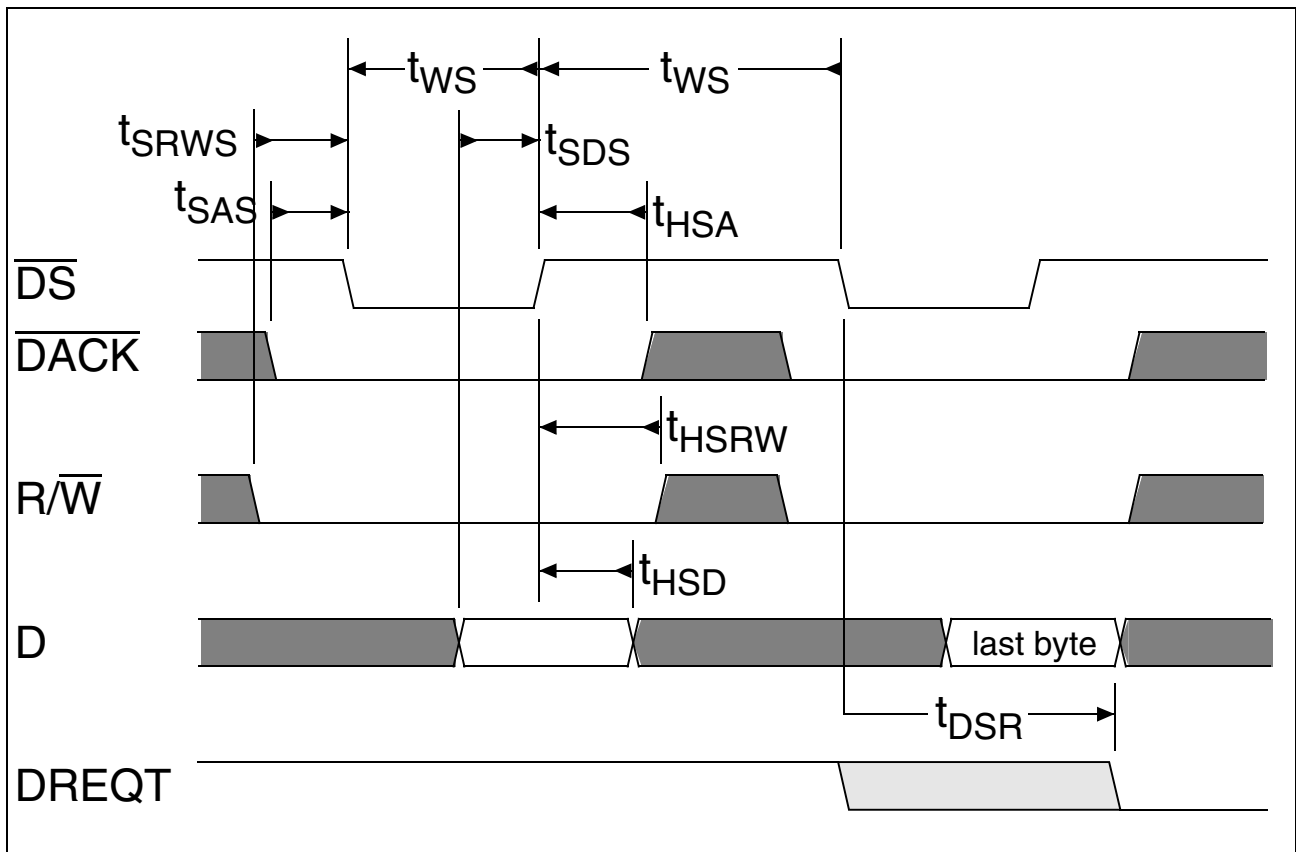 tWS tWS
tSRWS tSDS
tSAS tHSA
DS
DACK
tHSRW
R/W
tHSD
D last byte
tDSR
DREQT